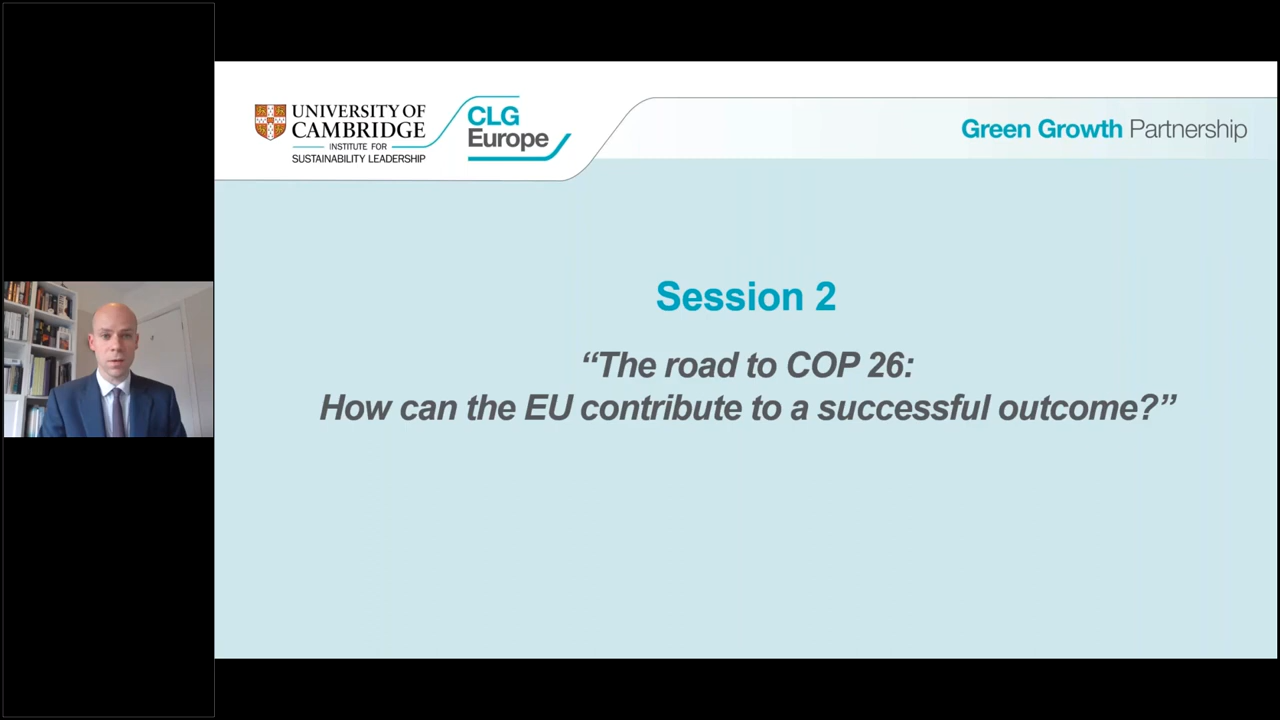 UNIVERSITY OF
CAMBRIDGE
INSTITUTE FOR
SUSTAINABILITY LEADERSHIP
CLG
Europe
Green Growth Partnership
Session 2
“The road to COP 26:
How can the EU contribute to a successful outcome?”